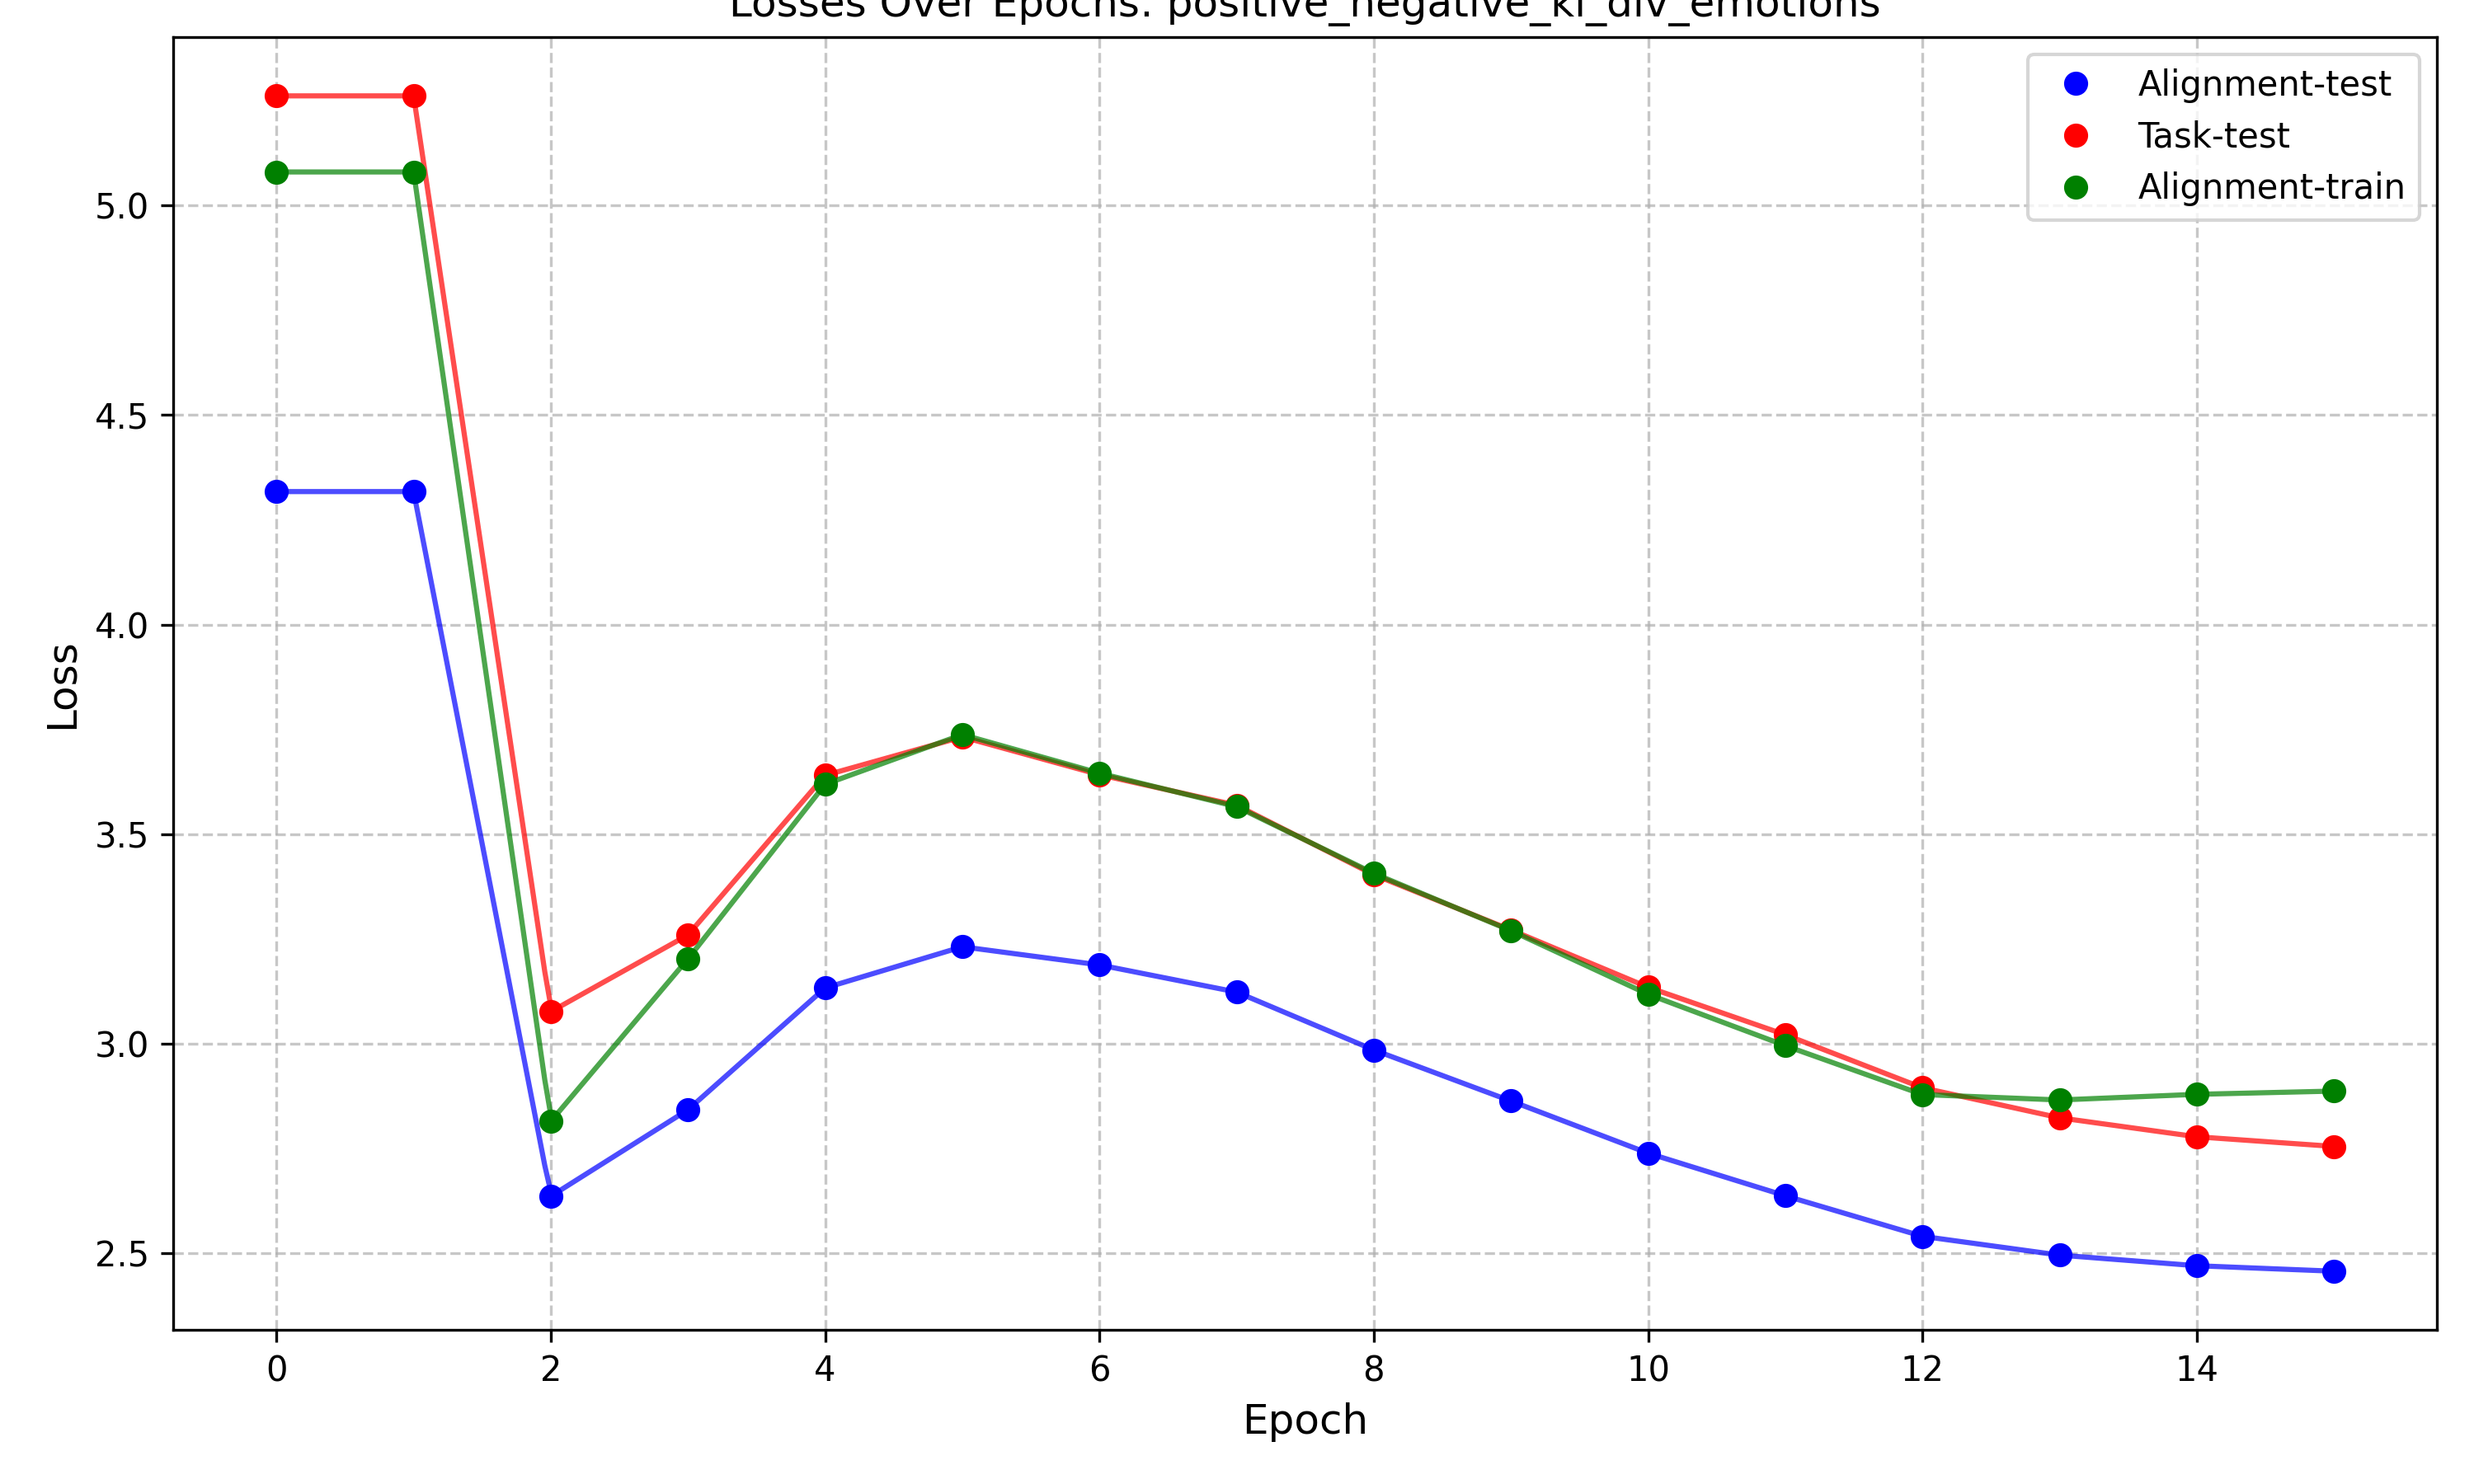 Losses Over Epochs: positive_negative_kl_div_emotions
Alignment-test
Task-test
Alignment-train
5.0
4.5
4.0
3.5
3.0
2.5
Loss
0 2 4 6 8 10 12 14
Epoch